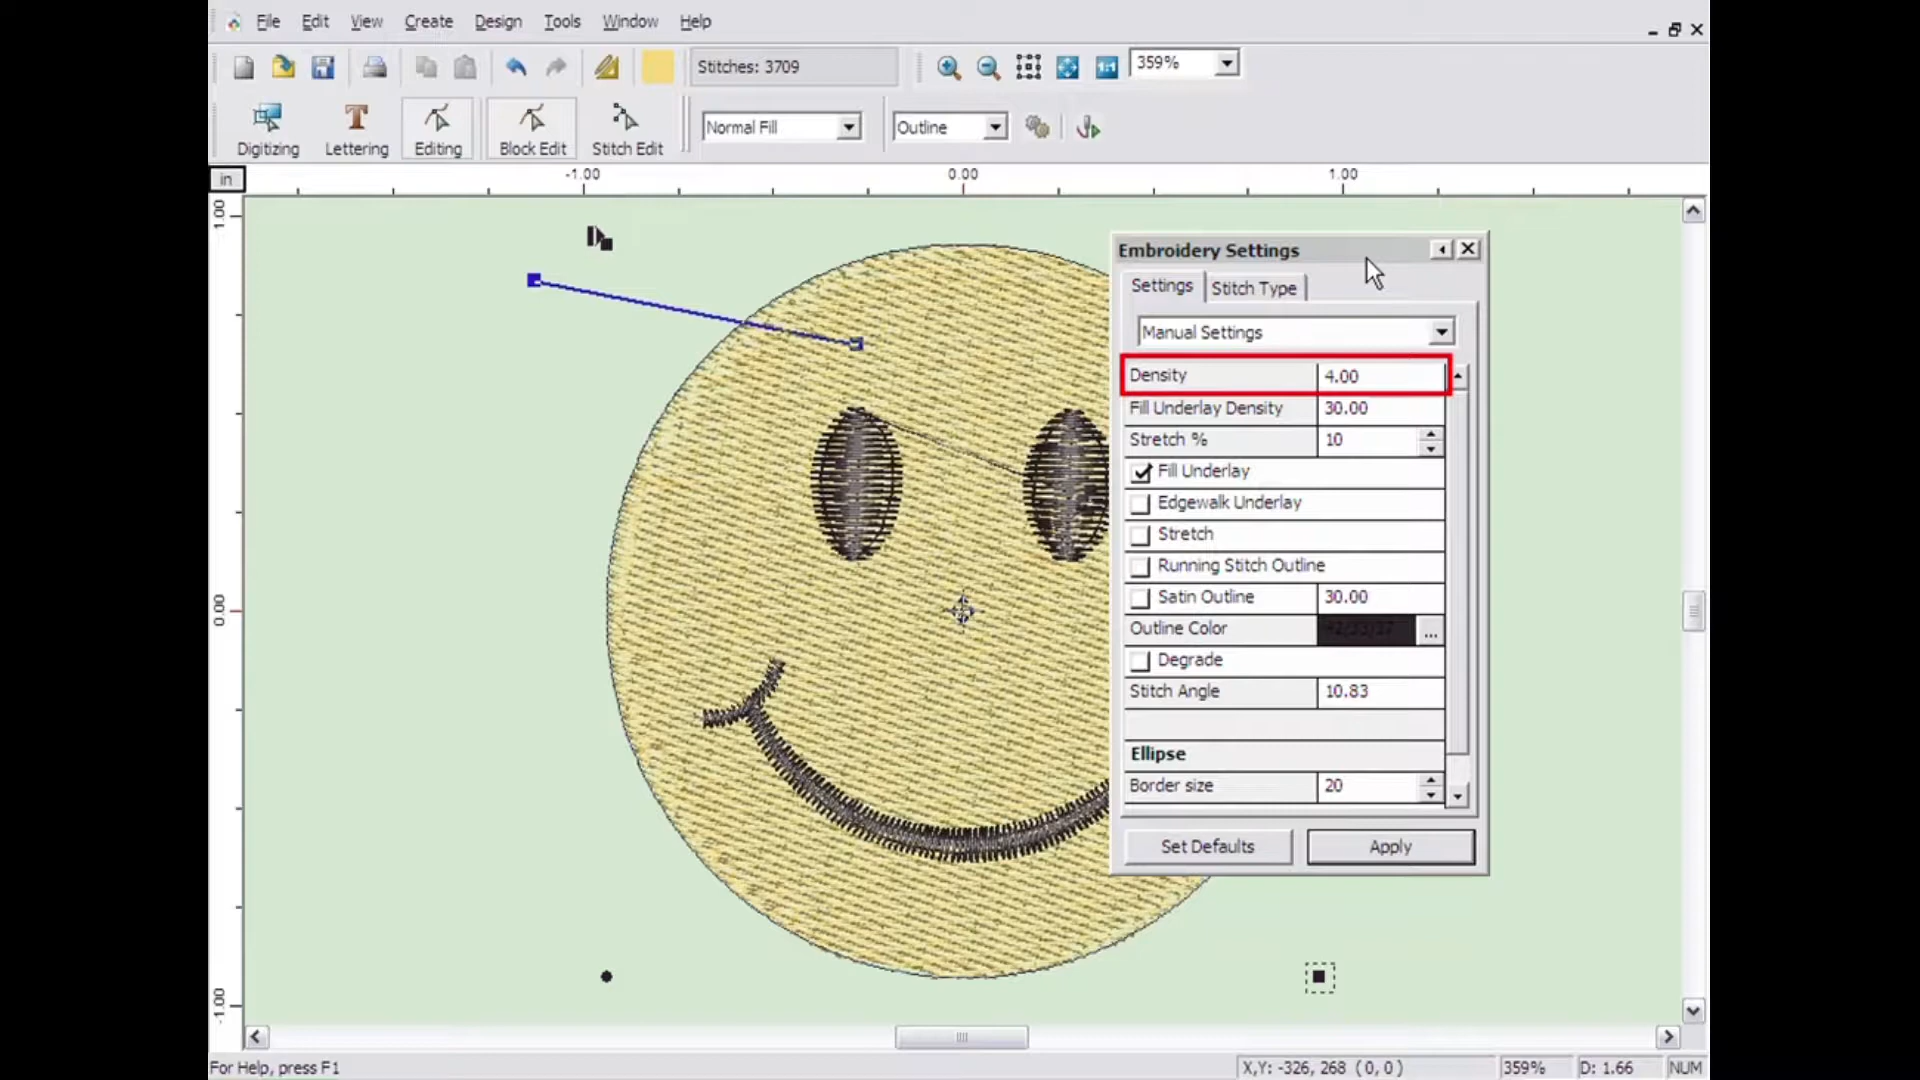 File Edit View Create Design Tools Window Help
Stitches: 3709
1:1
359%
Digitizing Lettering Editing Block Edit Stitch Edit
Normal Fill
Outline
in
-1.00 0.00 1.00
1.00
0.00
-1.00
Embroidery Settings
Settings Stitch Type
Manual Settings
Density 4.00
Fill Underlay Density 30.00
Stretch % 10
Fill Underlay
Edgewalk Underlay
Stretch
Running Stitch Outline
Satin Outline 30.00
Outline Color ...
Degrade
Stitch Angle 10.83
Ellipse
Border size 20
Set Defaults Apply
For Help, press F1
X,Y: -326, 268 (0, 0) 359% D: 1.66 NUM